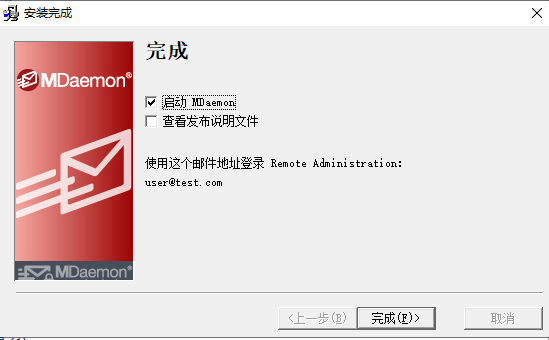 安装完成
完成
MDaemon®
启动 MDaemon
查看发布说明文件
使用这个邮件地址登录 Remote Administration:
user@test.com
MDaemon®
<上一步(B)
完成(F)>
取消